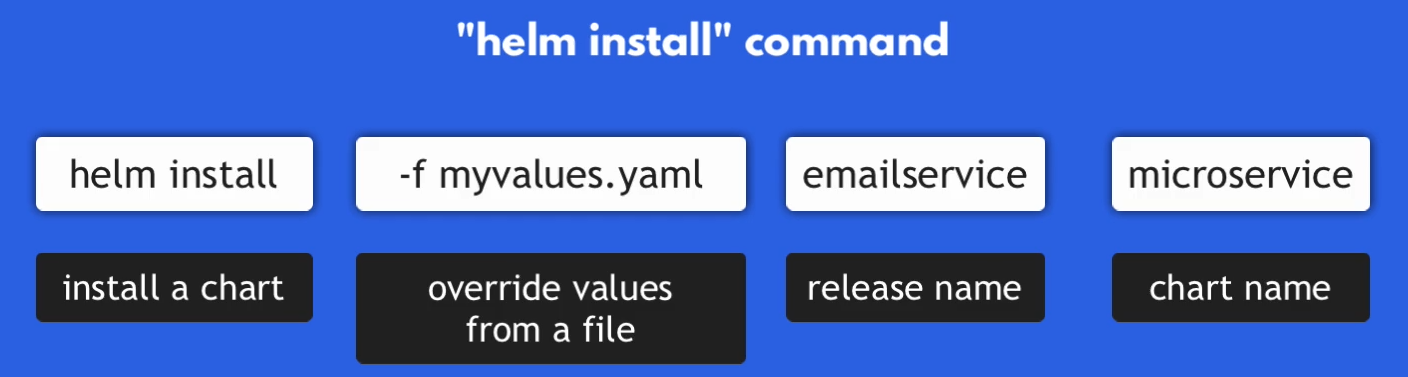 "helm install" command
helm install
-f myvalues.yaml
emailservice
microservice
install a chart
override values
from a file
release name
chart name